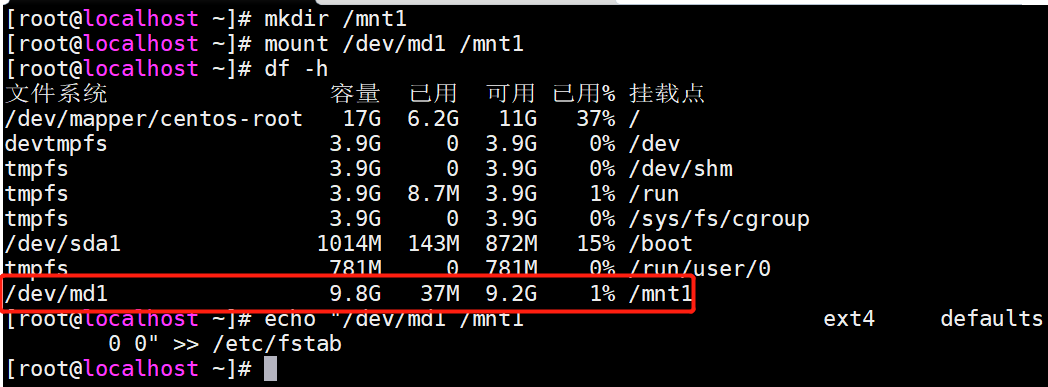 [root@localhost ~]# mkdir /mnt1
[root@localhost ~]# mount /dev/md1 /mnt1
[root@localhost ~]# df -h
文件系统                 容量  已用  可用 已用% 挂载点
/dev/mapper/centos-root   17G  6.2G   11G   37% /
devtmpfs                 3.9G     0  3.9G    0% /dev
tmpfs                    3.9G     0  3.9G    0% /dev/shm
tmpfs                    3.9G  8.7M  3.9G    1% /run
tmpfs                    3.9G     0  3.9G    0% /sys/fs/cgroup
/dev/sda1               1014M  143M  872M   15% /boot
tmpfs                    781M     0  781M    0% /run/user/0
/dev/md1                 9.8G   37M  9.2G    1% /mnt1
[root@localhost ~]# echo "/dev/md1 /mnt1                       ext4     defaults
        0 0" >> /etc/fstab
[root@localhost ~]#